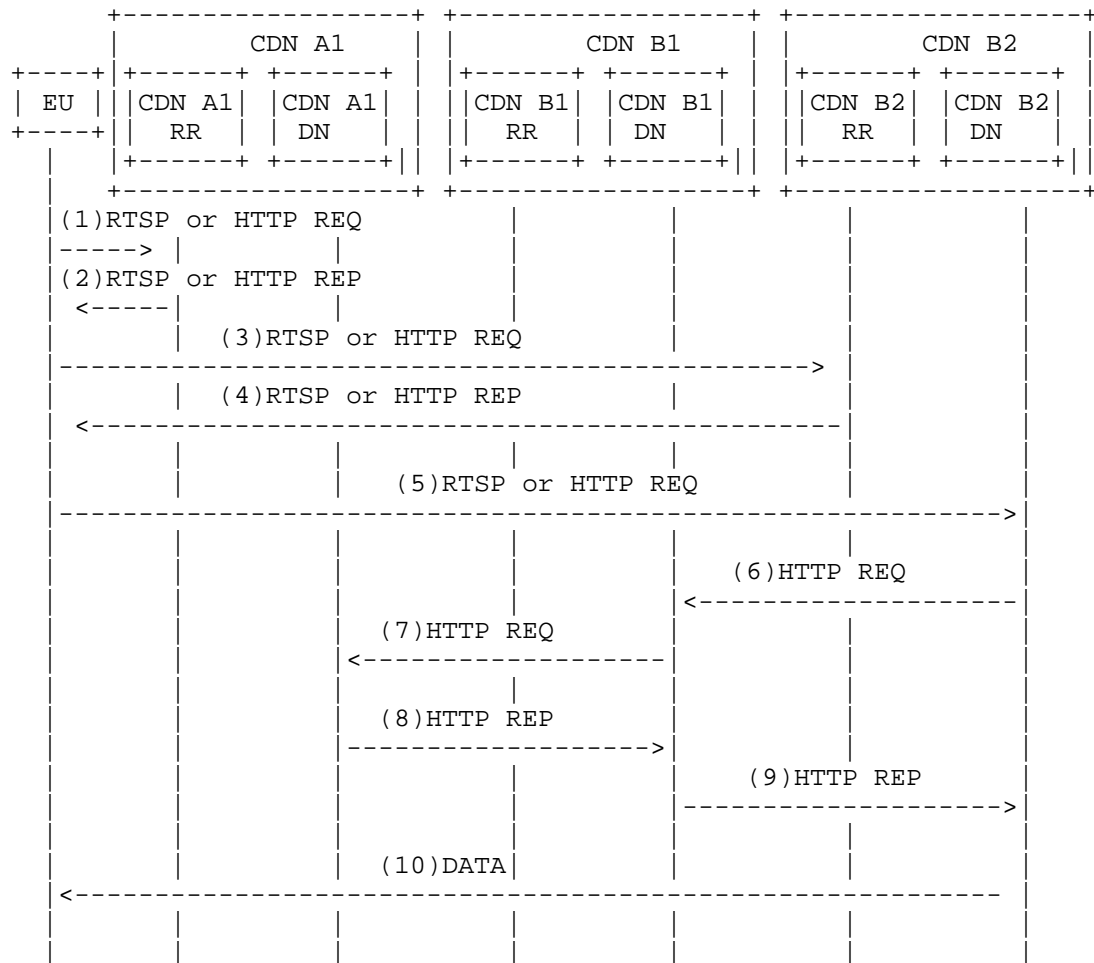 CDN A1 CDN B1 CDN B2
EU CDN A1 CDN A1 CDN B1 CDN B1 CDN B2 CDN B2
RR DN RR DN RR DN
(1)RTSP or HTTP REQ
(2)RTSP or HTTP REP
(3)RTSP or HTTP REQ
(4)RTSP or HTTP REP
(5)RTSP or HTTP REQ
(6)HTTP REQ
(7)HTTP REQ
(8)HTTP REP
(9)HTTP REP
(10)DATA